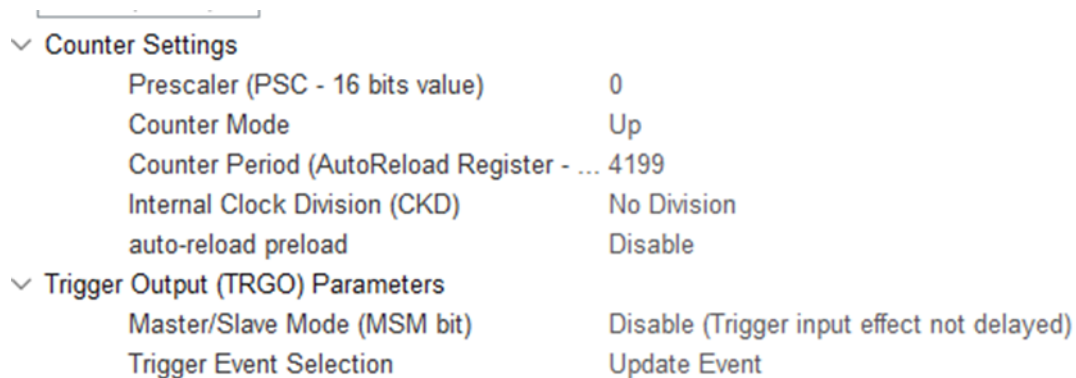 Counter Settings
Prescaler (PSC - 16 bits value) 0
Counter Mode Up
Counter Period (AutoReload Register - ... 4199
Internal Clock Division (CKD) No Division
auto-reload preload Disable
Trigger Output (TRGO) Parameters
Master/Slave Mode (MSM bit) Disable (Trigger input effect not delayed)
Trigger Event Selection Update Event